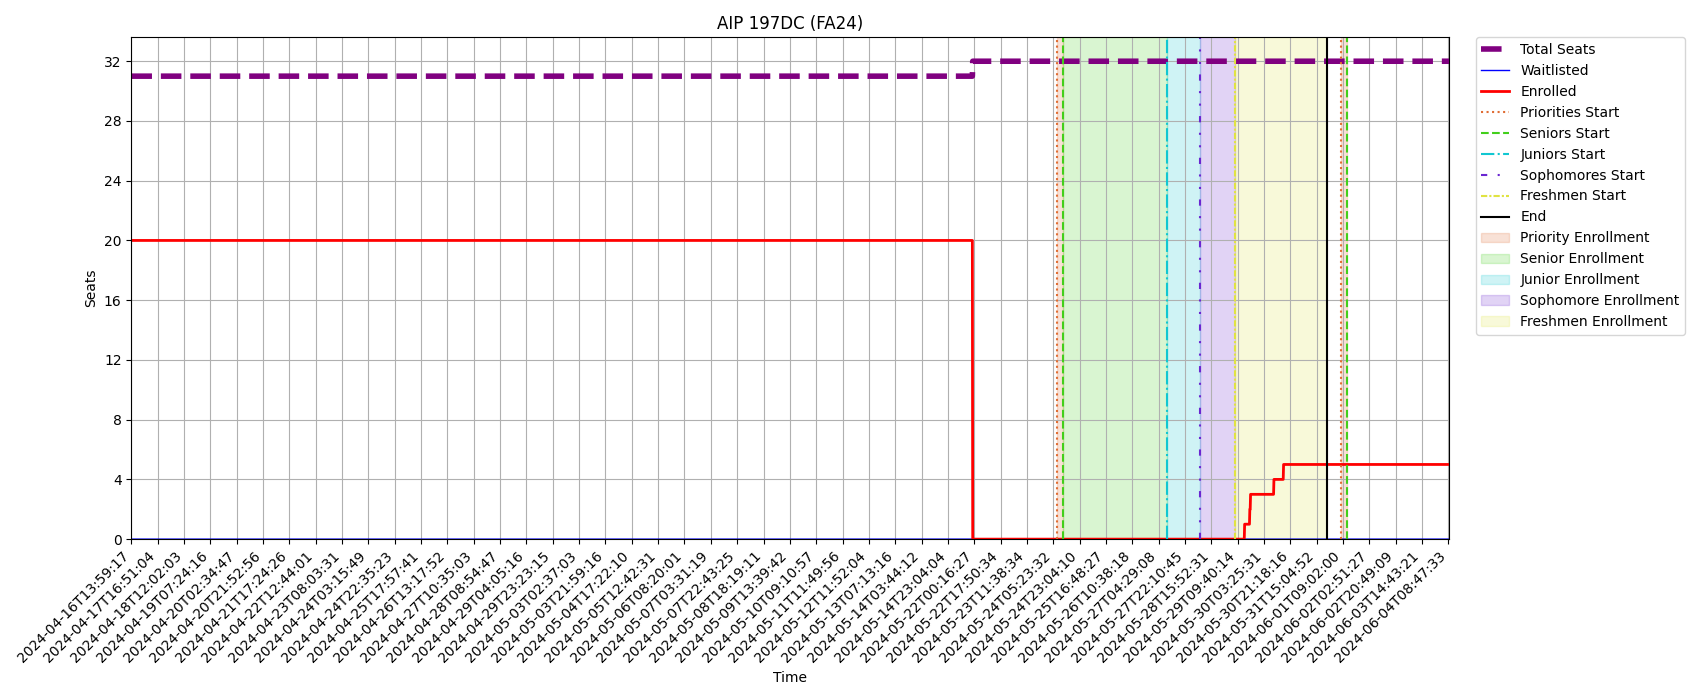 AIP 197DC (FA24)
Seats
32
28
24
20
16
12
8
4
0
2024-04-16T13:59:17
2024-04-17T16:51:04
2024-04-18T12:02:03
2024-04-19T07:24:16
2024-04-20T02:34:47
2024-04-20T21:52:56
2024-04-21T17:24:26
2024-04-22T12:44:01
2024-04-23T08:03:31
2024-04-24T03:15:49
2024-04-24T22:35:23
2024-04-25T17:57:41
2024-04-26T13:17:52
2024-04-27T10:35:03
2024-04-28T08:54:47
2024-04-29T04:05:16
2024-04-29T23:23:15
2024-05-03T02:37:03
2024-05-03T21:59:16
2024-05-04T17:22:10
2024-05-05T12:42:31
2024-05-06T08:20:01
2024-05-07T03:31:19
2024-05-07T22:43:25
2024-05-08T18:19:11
2024-05-09T13:39:42
2024-05-10T09:10:57
2024-05-11T11:49:56
2024-05-12T11:52:04
2024-05-13T07:13:16
2024-05-14T03:44:12
2024-05-14T23:04:04
2024-05-22T00:16:27
2024-05-22T17:50:34
2024-05-23T11:38:34
2024-05-24T05:23:32
2024-05-24T23:04:10
2024-05-25T16:48:27
2024-05-26T10:38:18
2024-05-27T04:29:08
2024-05-27T22:10:45
2024-05-28T15:52:31
2024-05-29T09:40:14
2024-05-30T03:25:31
2024-05-30T21:18:16
2024-05-31T15:04:52
2024-06-01T09:02:00
2024-06-02T02:51:27
2024-06-02T20:49:09
2024-06-03T14:43:21
2024-06-04T08:47:33
Time
Total Seats
Waitlisted
Enrolled
Priorities Start
Seniors Start
Juniors Start
Sophomores Start
Freshmen Start
End
Priority Enrollment
Senior Enrollment
Junior Enrollment
Sophomore Enrollment
Freshmen Enrollment